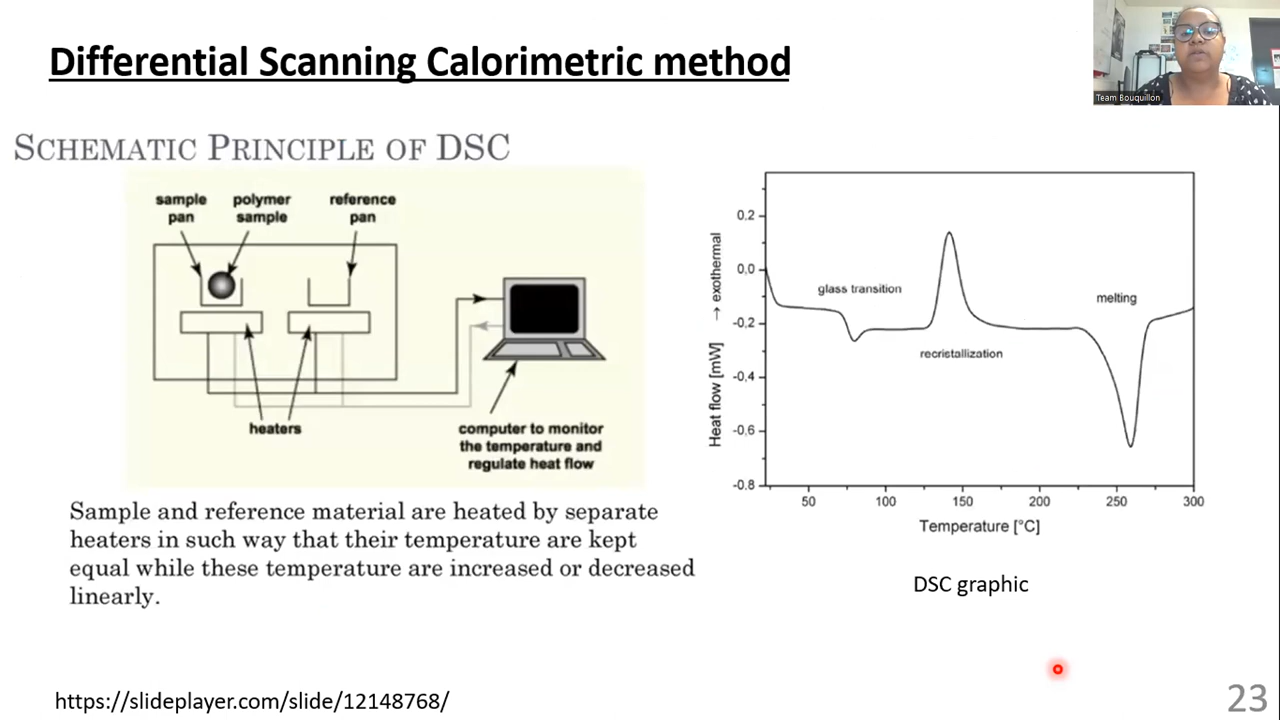 Differential Scanning Calorimetric method
Team Bouquillon
SCHEMATIC PRINCIPLE OF DSC
sample
pan
polymer
sample
reference
pan
heaters
computer to monitor
the temperature and
regulate heat flow
Sample and reference material are heated by separate
heaters in such way that their temperature are kept
equal while these temperature are increased or decreased
linearly.
Heat flow [mW] → exothermal
0,2
0,0
-0.2
-0,4
-0,6
-0.8
glass transition
recristallization
melting
50 100 150 200 250 300
Temperature [°C]
DSC graphic
https://slideplayer.com/slide/12148768/
23